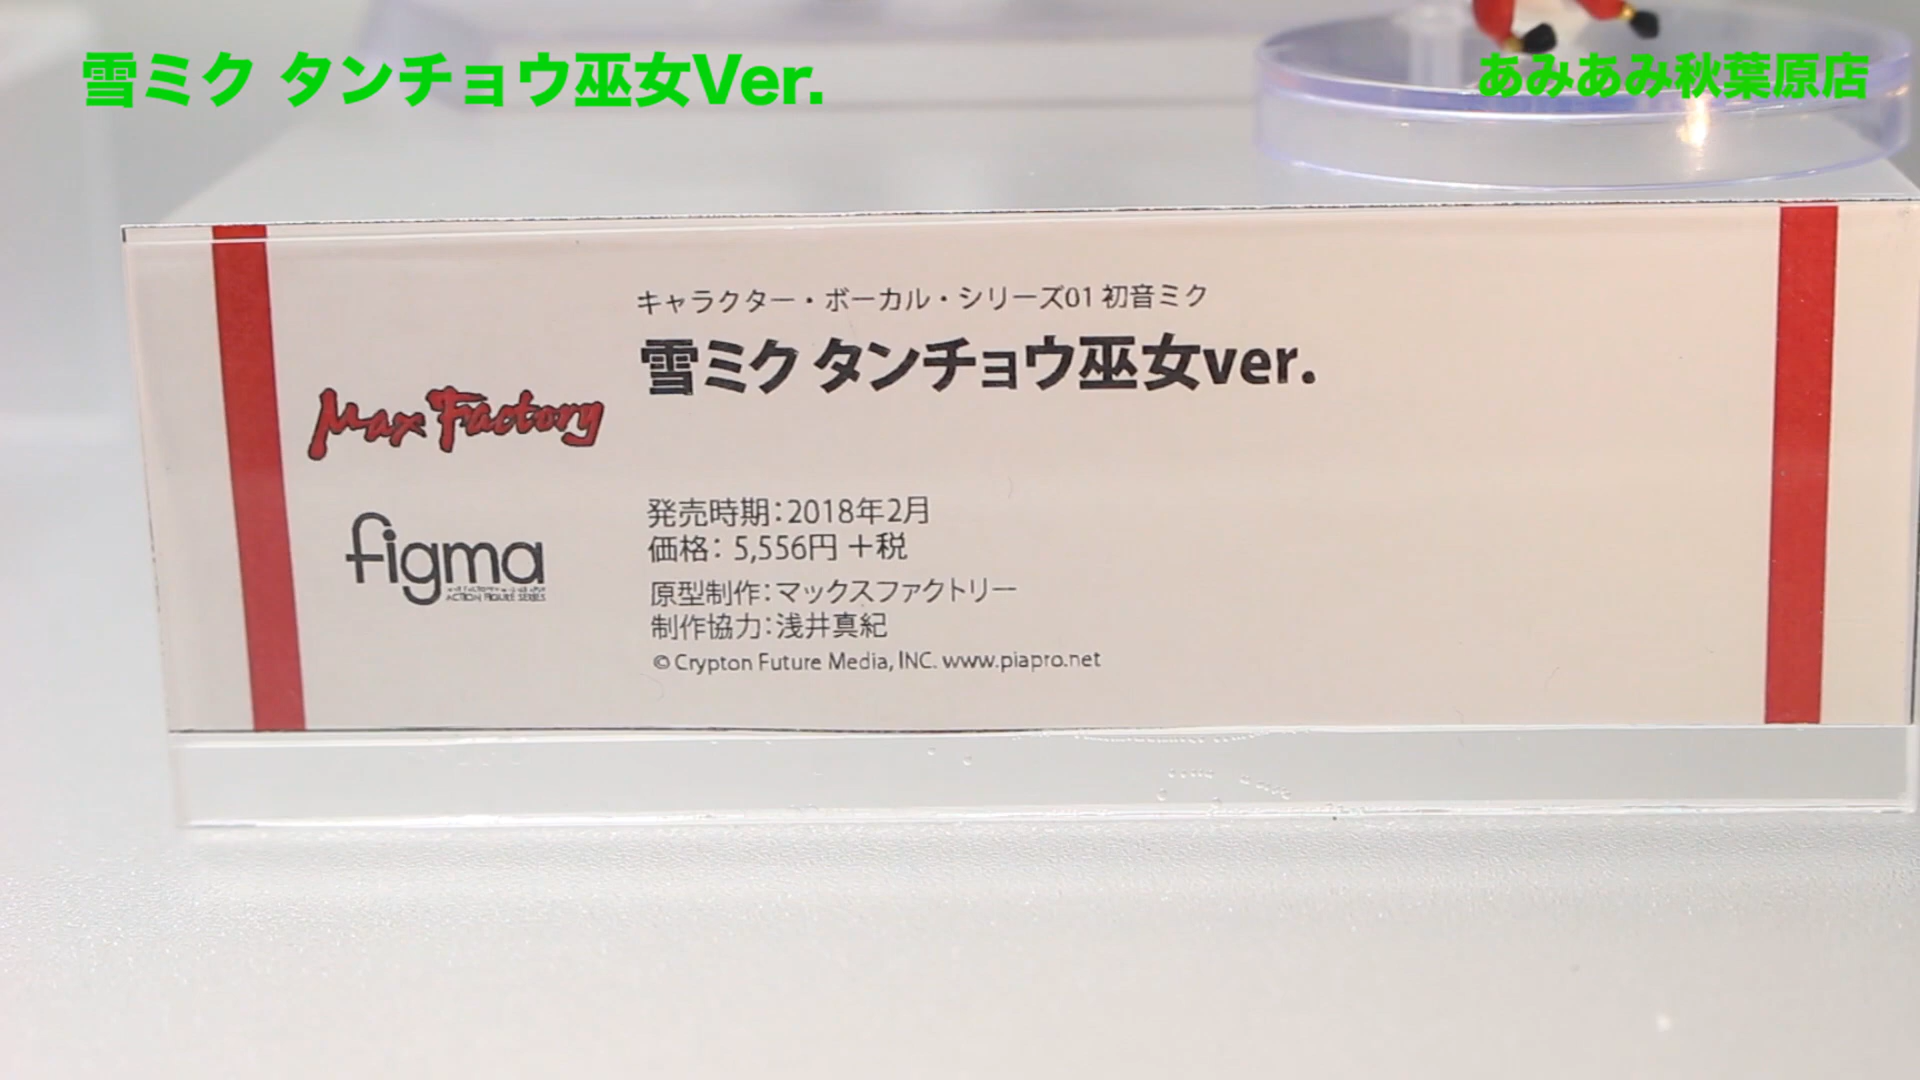 雪ミク タンチョウ巫女Ver.
あみあみ秋葉原店
キャラクター・ボーカル・シリーズ01 初音ミク
雪ミク タンチョウ巫女ver.
Max Factory
発売時期：2018年2月
figma
価格： 5,556円 ＋税
ACTION FIGURE SERIES
原型制作：マックスファクトリー
制作協力：浅井真紀
© Crypton Future Media, INC. www.piapro.net